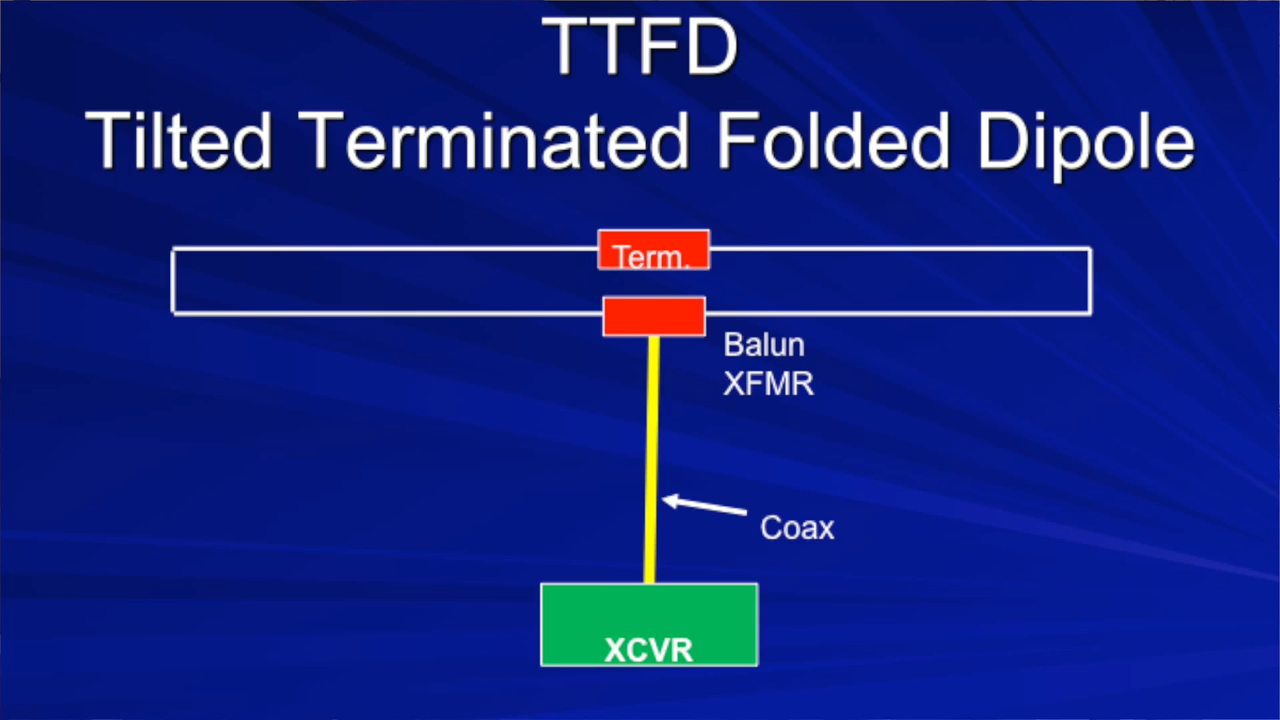 TTFD
Tilted Terminated Folded Dipole
Term.
Balun
XFMR
Coax
XCVR